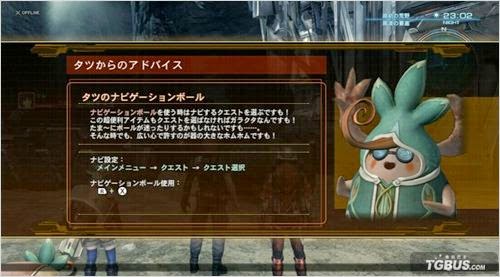 OFFLINE
23:02
NIGHT
N
タツからのアドバイス
タツのナビゲーションボール
ナビゲーションボールを使う時はナビするクエストを選ぶですも！
この超便利アイテムもクエストを選ばなければガラクタなんですも！
たま〜にボールが迷ったりするかもしれないですも……。
そんな時でも、広い心で許すのが器の大きなホムホムですも！
ナビ設定：
メインメニュー → クエスト → クエスト選択
ナビゲーションボール使用：
R + X
TGBUS.COM